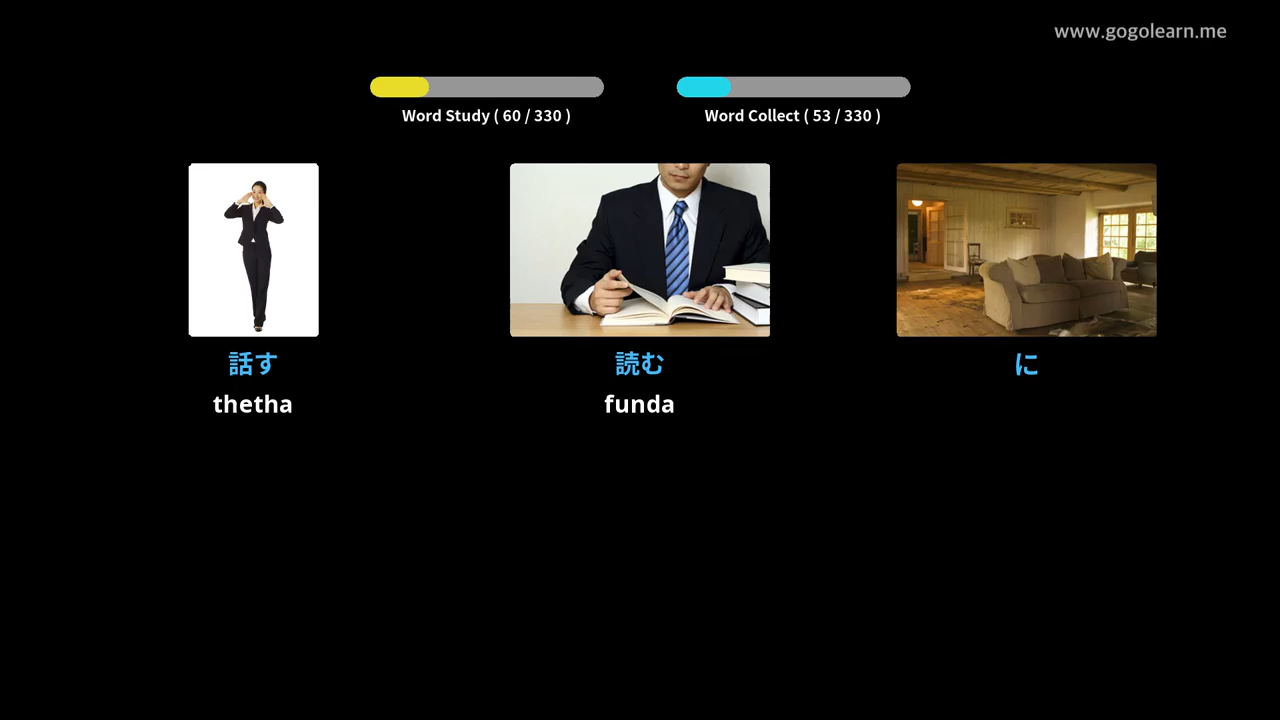 www.gogolearn.me
Word Study ( 60 / 330 )
Word Collect ( 53 / 330 )
話す
読む
に
thetha
funda